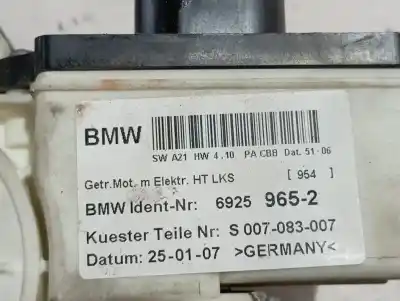 BMW
SW A21 HW 4.10 PA CBB Dat. 51-06
Getr.Mot. m Elektr. HT LKS [ 954 ]
BMW Ident-Nr: 6925 965-2
Kuester Teile Nr: S 007-083-007
Datum: 25-01-07 >GERMANY<